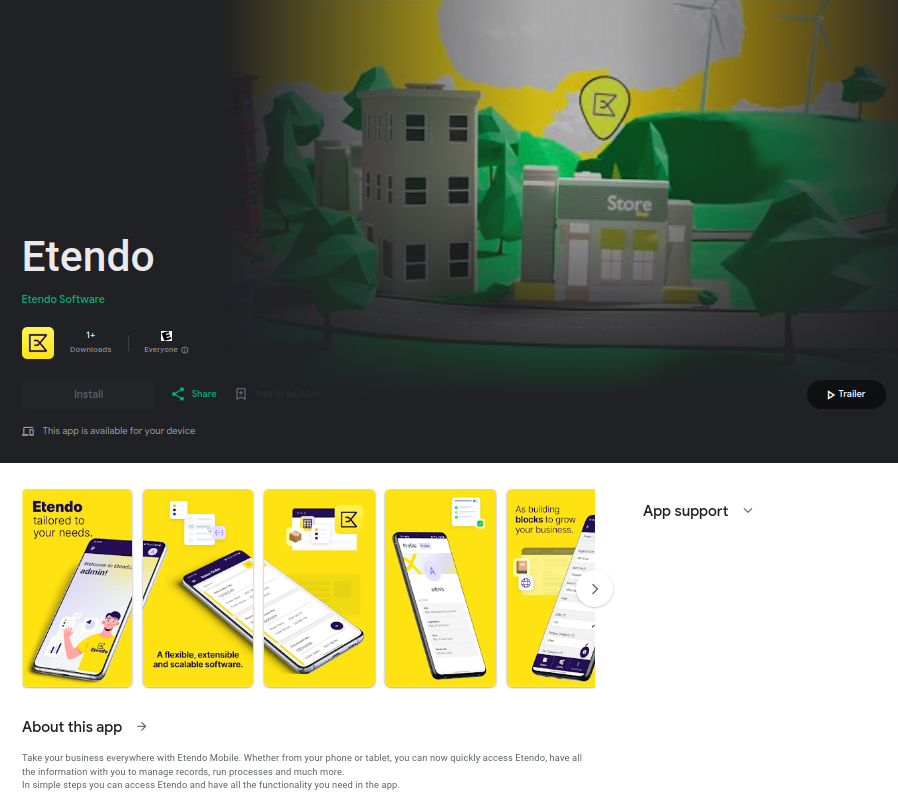 Store
Etendo
Etendo Software
1+
Downloads
E
Everyone
Install
Share
Add to wishlist
Trailer
This app is available for your device
Etendo
tailored to
your needs.
Welcome to Etendo,
admin!
Etendo
A flexible, extensible
and scalable software.
Profile
As building
blocks to grow
your business.
App support
About this app
Take your business everywhere with Etendo Mobile. Whether from your phone or tablet, you can now quickly access Etendo, have all
the information with you to manage records, run processes and much more.
In simple steps you can access Etendo and have all the functionality you need in the app.